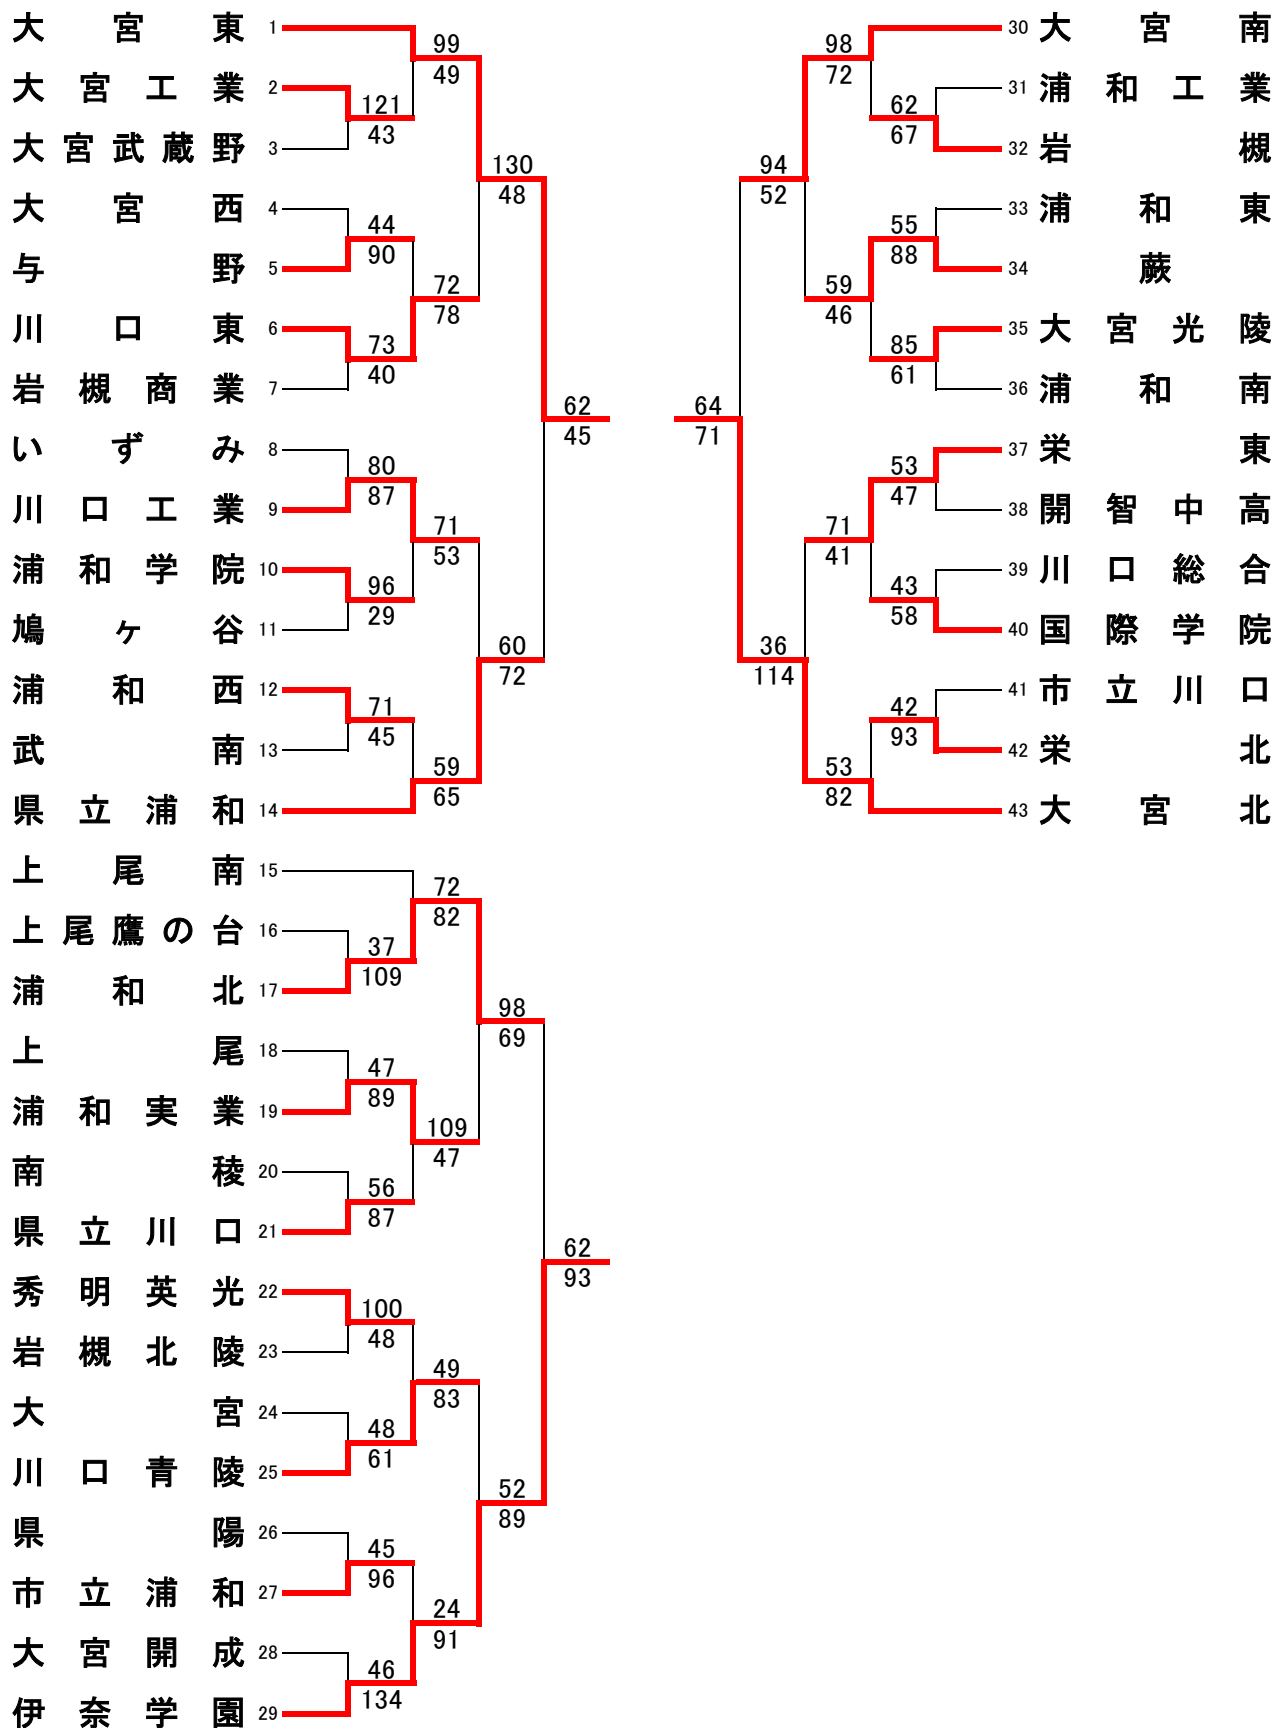 大宮東 1
大宮工業 2
大宮武蔵野 3
大宮西 4
与野 5
川口東 6
岩槻商業 7
いずみ 8
川口工業 9
浦和学院 10
鳩ヶ谷 11
浦和西 12
武南 13
県立浦和 14
上尾南 15
上尾鷹の台 16
浦和北 17
上尾 18
浦和実業 19
南稜 20
県立川口 21
秀明英光 22
岩槻北陵 23
大宮 24
川口青陵 25
県陽 26
市立浦和 27
大宮開成 28
伊奈学園 29
121
43
44
90
73
40
80
87
96
29
71
45
37
109
47
89
56
87
100
48
48
61
45
96
46
134
99
49
72
78
71
53
59
65
72
82
109
47
49
83
24
91
130
48
60
72
98
69
52
89
62
45
62
93
64
71
94
52
36
114
98
72
59
46
71
41
53
82
62
67
55
88
85
61
53
47
43
58
42
93
30 大宮南
31 浦和工業
32 岩槻
33 浦和東
34 蕨
35 大宮光陵
36 浦和南
37 栄東
38 開智中高
39 川口総合
40 国際学院
41 市立川口
42 栄北
43 大宮北